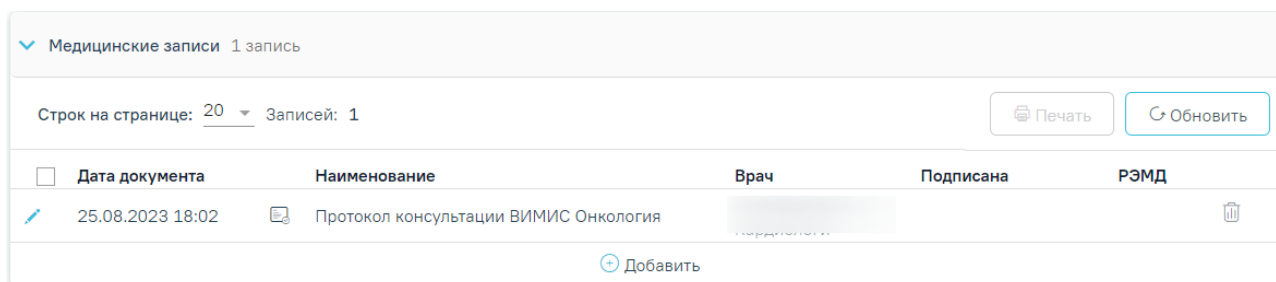 Медицинские записи 1 запись
Строк на странице: 20 Записей: 1 Печать Обновить
Дата документа Наименование Врач Подписана РЭМД
25.08.2023 18:02 Протокол консультации ВИМИС Онкология
Добавить